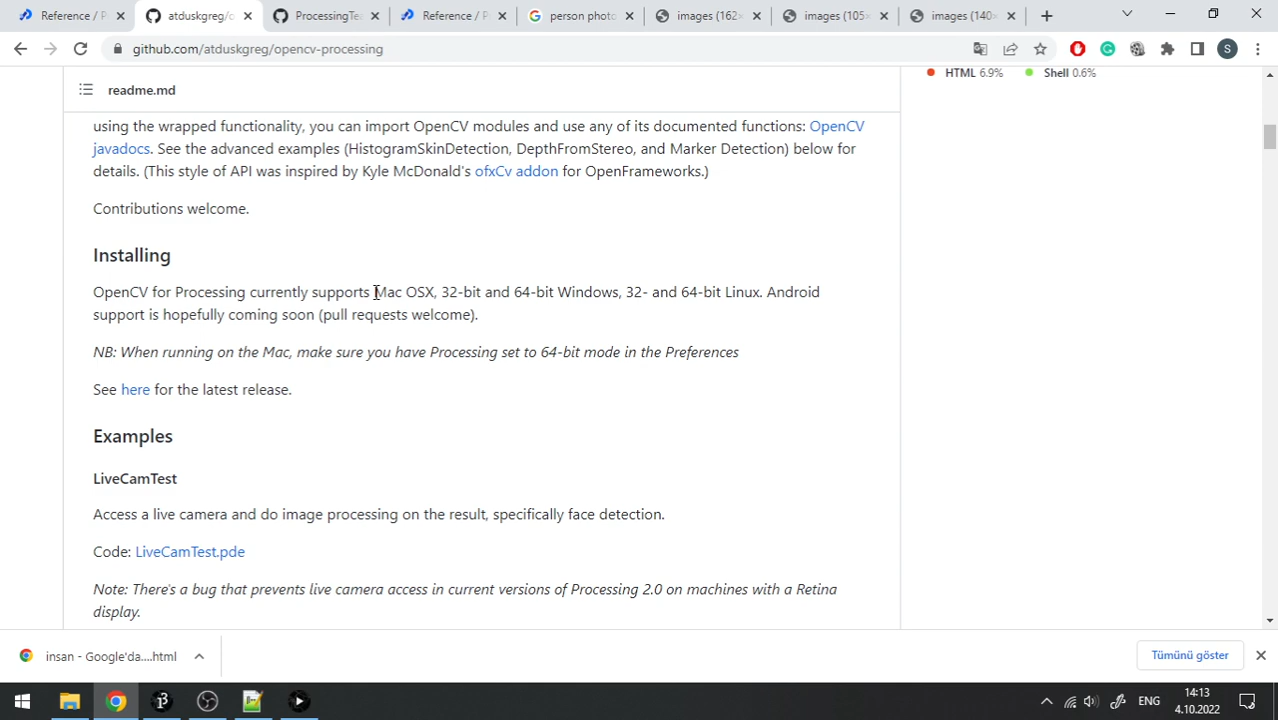 Reference / P
atduskgreg/o
ProcessingTe
Reference / P
person photo
images (162×
images (105×
images (140×
github.com/atduskgreg/opencv-processing
S
HTML 6.9% Shell 0.6%
readme.md
using the wrapped functionality, you can import OpenCV modules and use any of its documented functions: OpenCV
javadocs. See the advanced examples (HistogramSkinDetection, DepthFromStereo, and Marker Detection) below for
details. (This style of API was inspired by Kyle McDonald's ofxCv addon for OpenFrameworks.)
Contributions welcome.
Installing
OpenCV for Processing currently supports Mac OSX, 32-bit and 64-bit Windows, 32- and 64-bit Linux. Android
support is hopefully coming soon (pull requests welcome).
NB: When running on the Mac, make sure you have Processing set to 64-bit mode in the Preferences
See here for the latest release.
Examples
LiveCamTest
Access a live camera and do image processing on the result, specifically face detection.
Code: LiveCamTest.pde
Note: There's a bug that prevents live camera access in current versions of Processing 2.0 on machines with a Retina
display.
insan - Google'da....html
Tümünü göster
ENG
14:13
4.10.2022